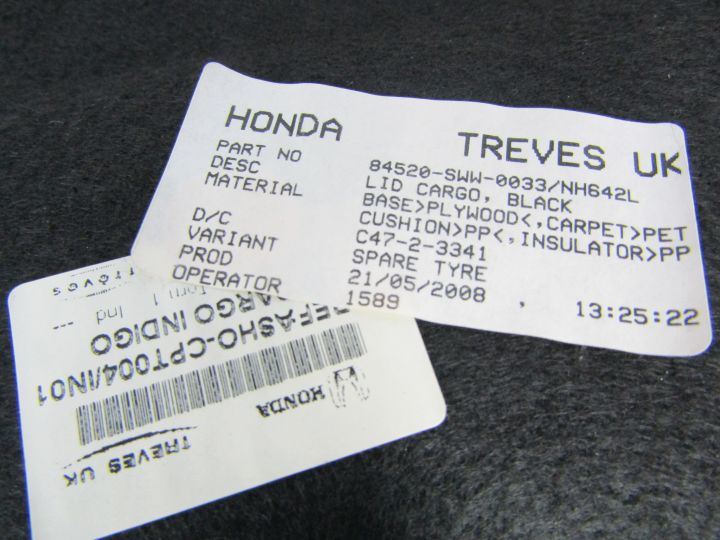 HONDA TREVES UK
PART NO 84520-SWW-0033/NH642L
DESC LID CARGO, BLACK
MATERIAL BASE>PLYWOOD<,CARPET>PET
CUSHION>PP<,INSULATOR>PP
D/C C47-2-3341
VARIANT SPARE TYRE
PROD 21/05/2008 13:25:22
OPERATOR 1589
TREVES UK
HONDA
EFASHO-CPT004/IN01
CARGO INDIGO
Ind ---